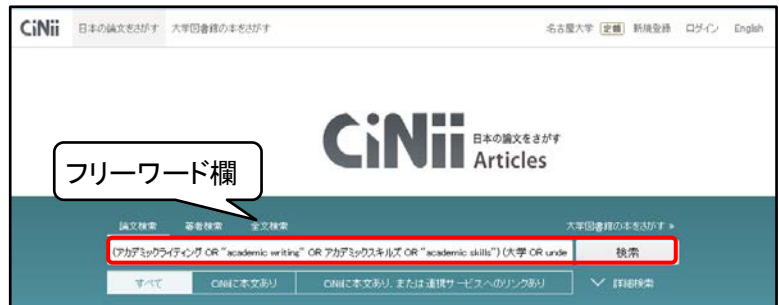 CiNii 日本の論文をさがす 大学図書館の本をさがす 名古屋大学 定額 新規登録 ログイン English
CiNii 日本の論文をさがす
Articles
フリーワード欄
論文検索 著者検索 全文検索 大学図書館の本をさがす »
(アカデミックライティング OR "academic writing" OR アカデミックスキルズ OR "academic skills") (大学 OR unde 検索
すべて CiNiiに本文あり CiNiiに本文あり、または連携サービスへのリンクあり 詳細検索